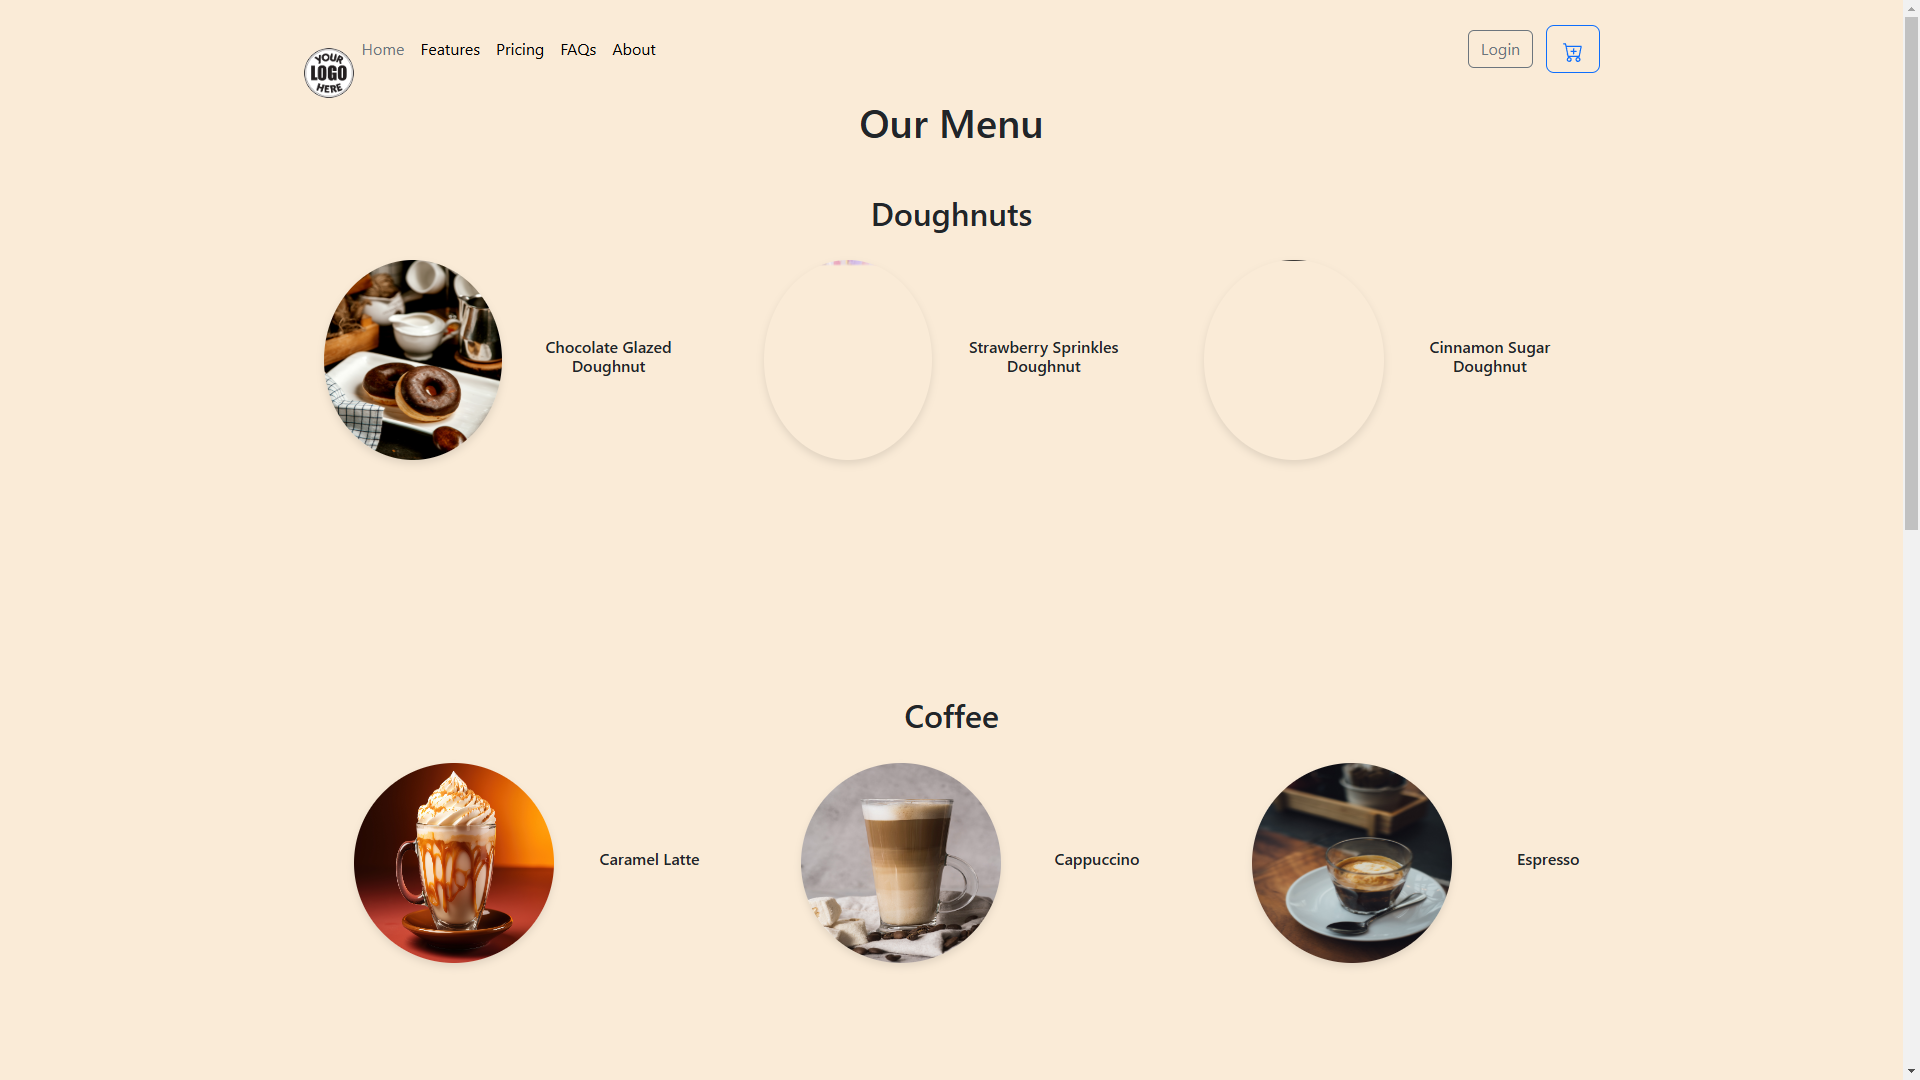 YOUR
LOGO
HERE
Home Features Pricing FAQs About
Login
Our Menu
Doughnuts
Chocolate Glazed
Doughnut
Strawberry Sprinkles
Doughnut
Cinnamon Sugar
Doughnut
Coffee
Caramel Latte
Cappuccino
Espresso